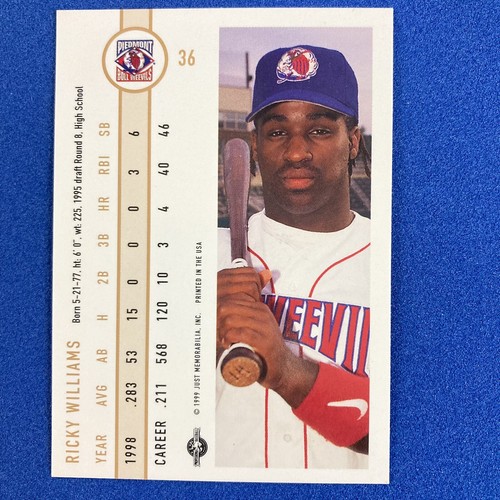 RICKY WILLIAMS
Born 5-21-77, ht: 6' 0", wt: 225, 1995 draft Round 8, High School
YEAR AVG AB H 2B 3B HR RBI SB
1998 .283 53 15 0 0 0 3 6
CAREER .211 568 120 10 3 4 40 46
© 1999 JUST MEMORABILIA, INC. PRINTED IN THE USA
PIEDMONT
BOLL WEEVILS
36
WEEVIL